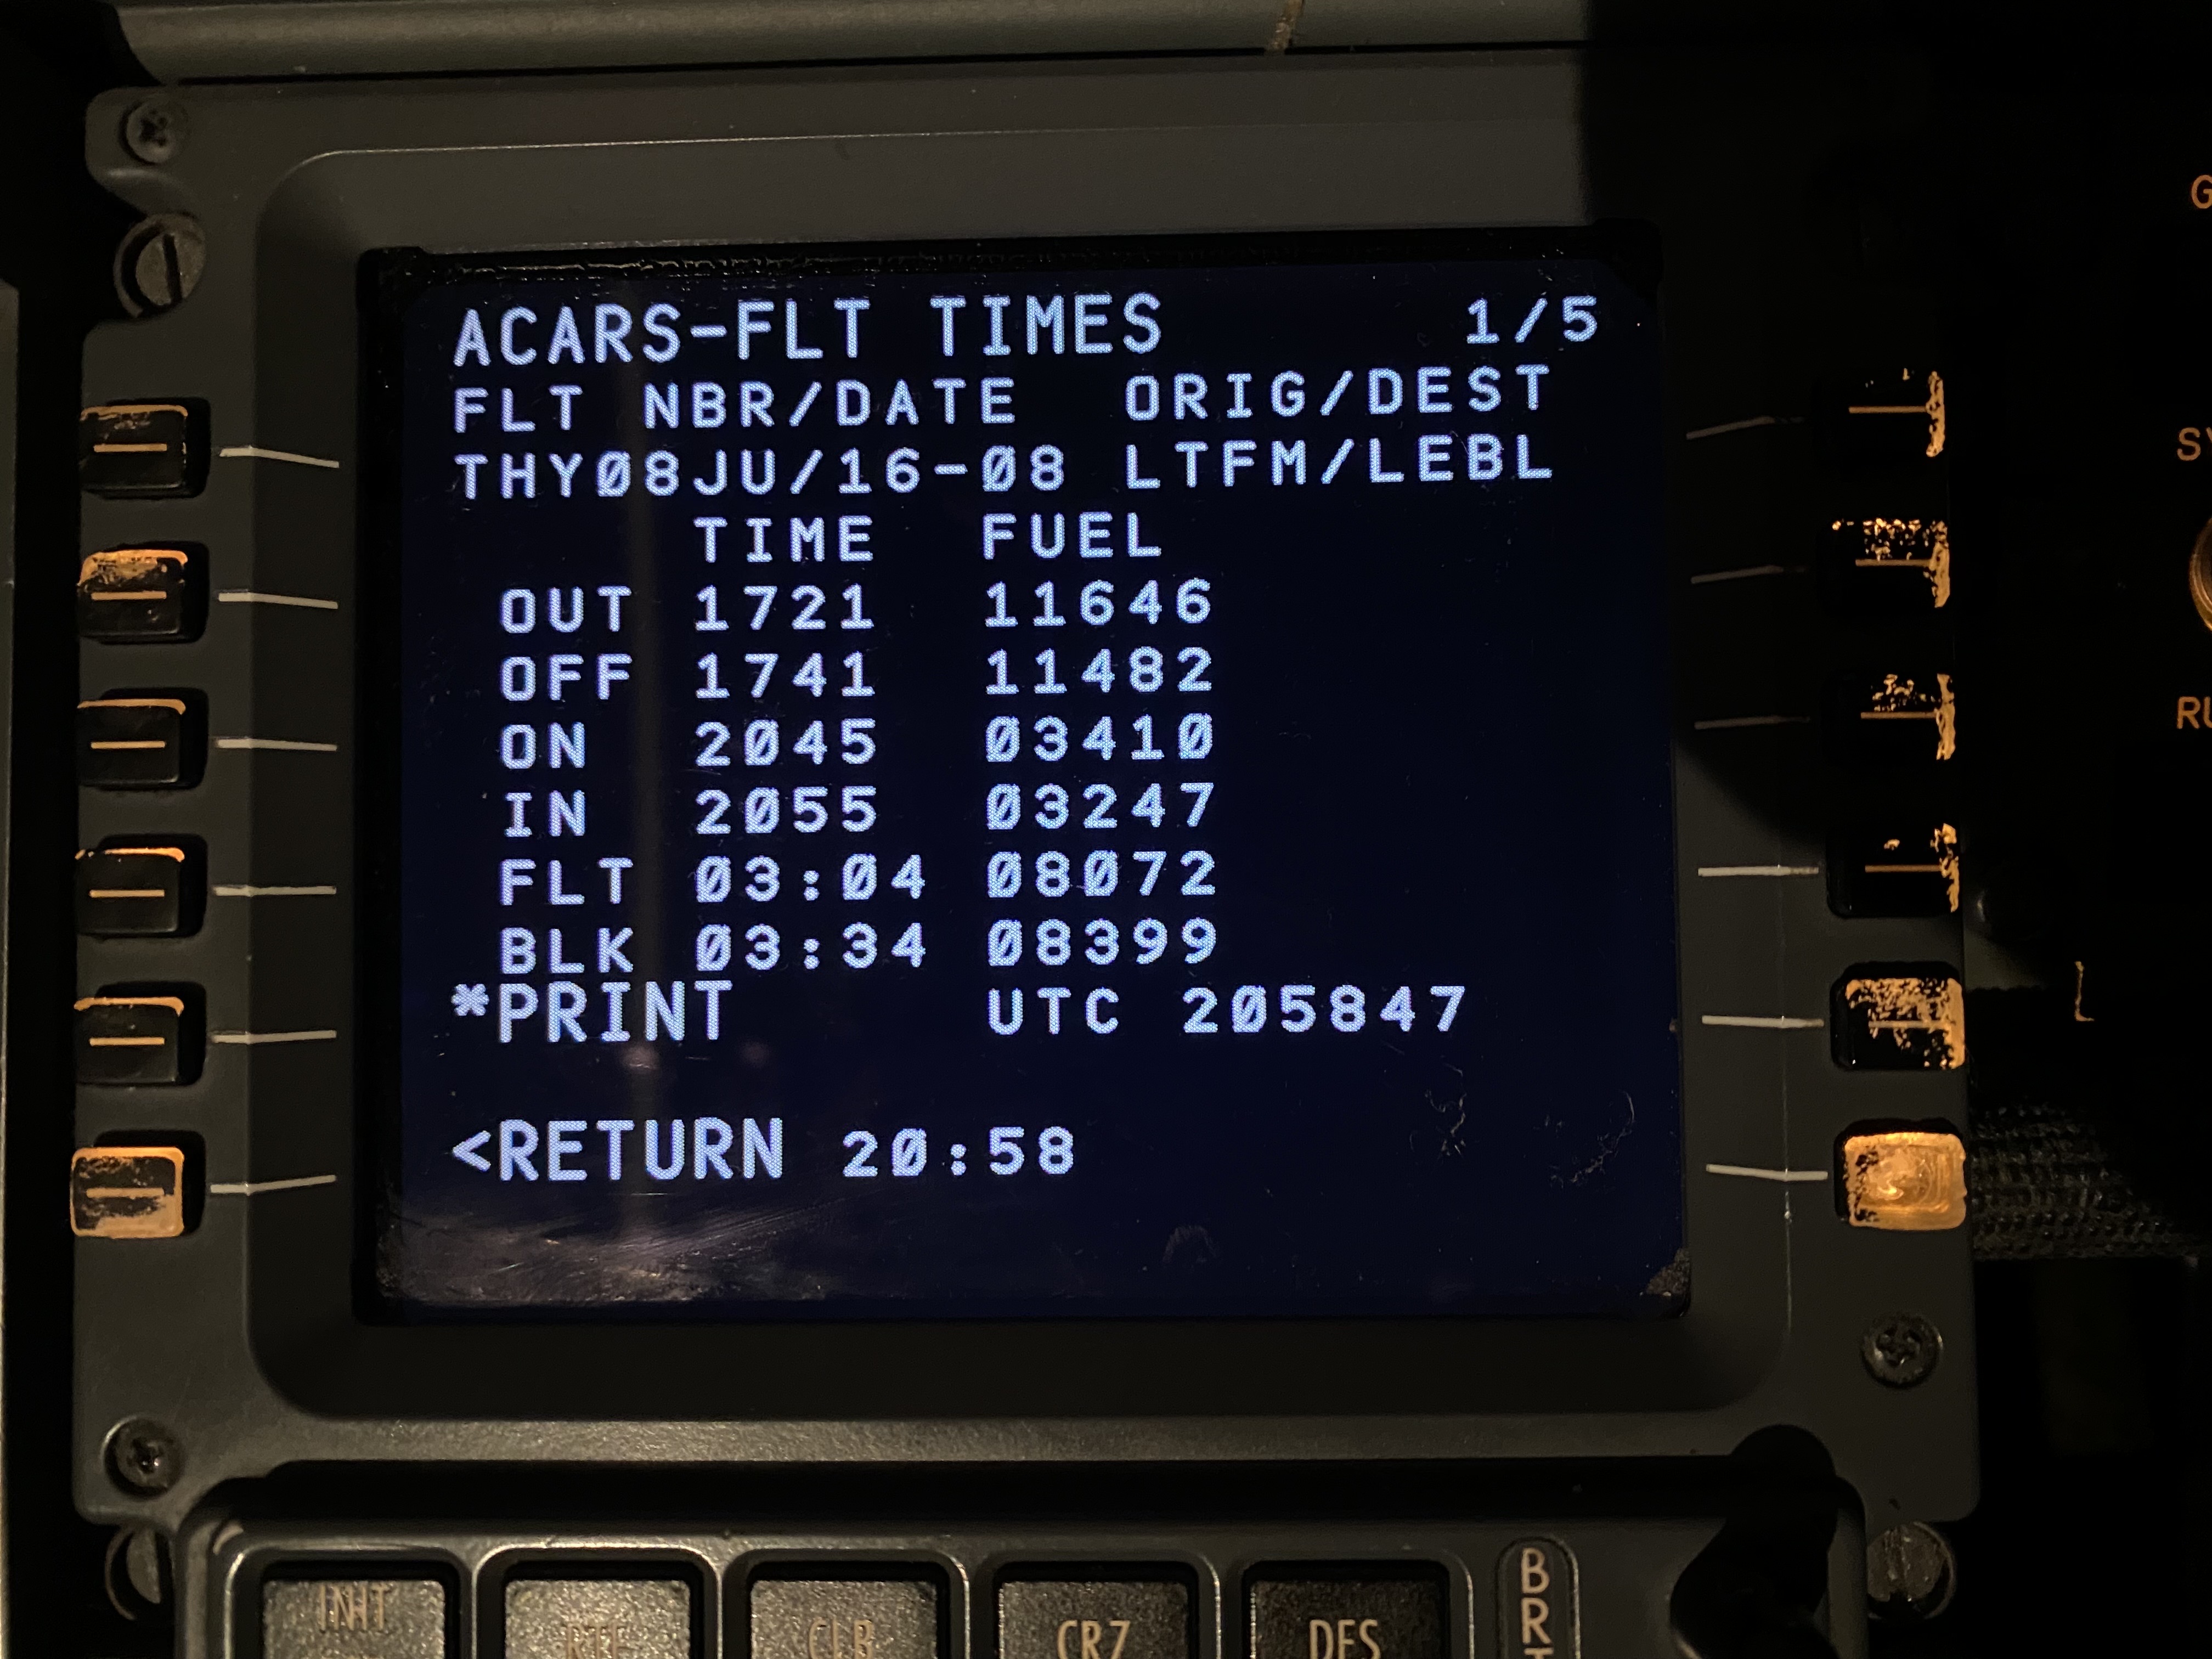 ACARS-FLT TIMES 1/5
FLT NBR/DATE ORIG/DEST
THY08JU/16-08 LTFM/LEBL
TIME FUEL
OUT 1721 11646
OFF 1741 11482
ON 2045 03410
IN 2055 03247
FLT 03:04 08072
BLK 03:34 08399
*PRINT UTC 205847
<RETURN 20:58
INIT
RTE
CLB
CRZ
DES
BRT